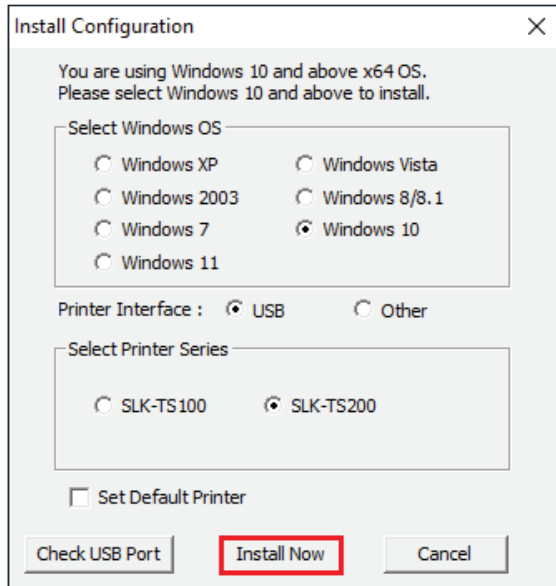 Install Configuration
You are using Windows 10 and above x64 OS.
Please select Windows 10 and above to install.
Select Windows OS
Windows XP Windows Vista
Windows 2003 Windows 8/8.1
Windows 7 Windows 10
Windows 11
Printer Interface : USB Other
Select Printer Series
SLK-TS100 SLK-TS200
Set Default Printer
Check USB Port Install Now Cancel